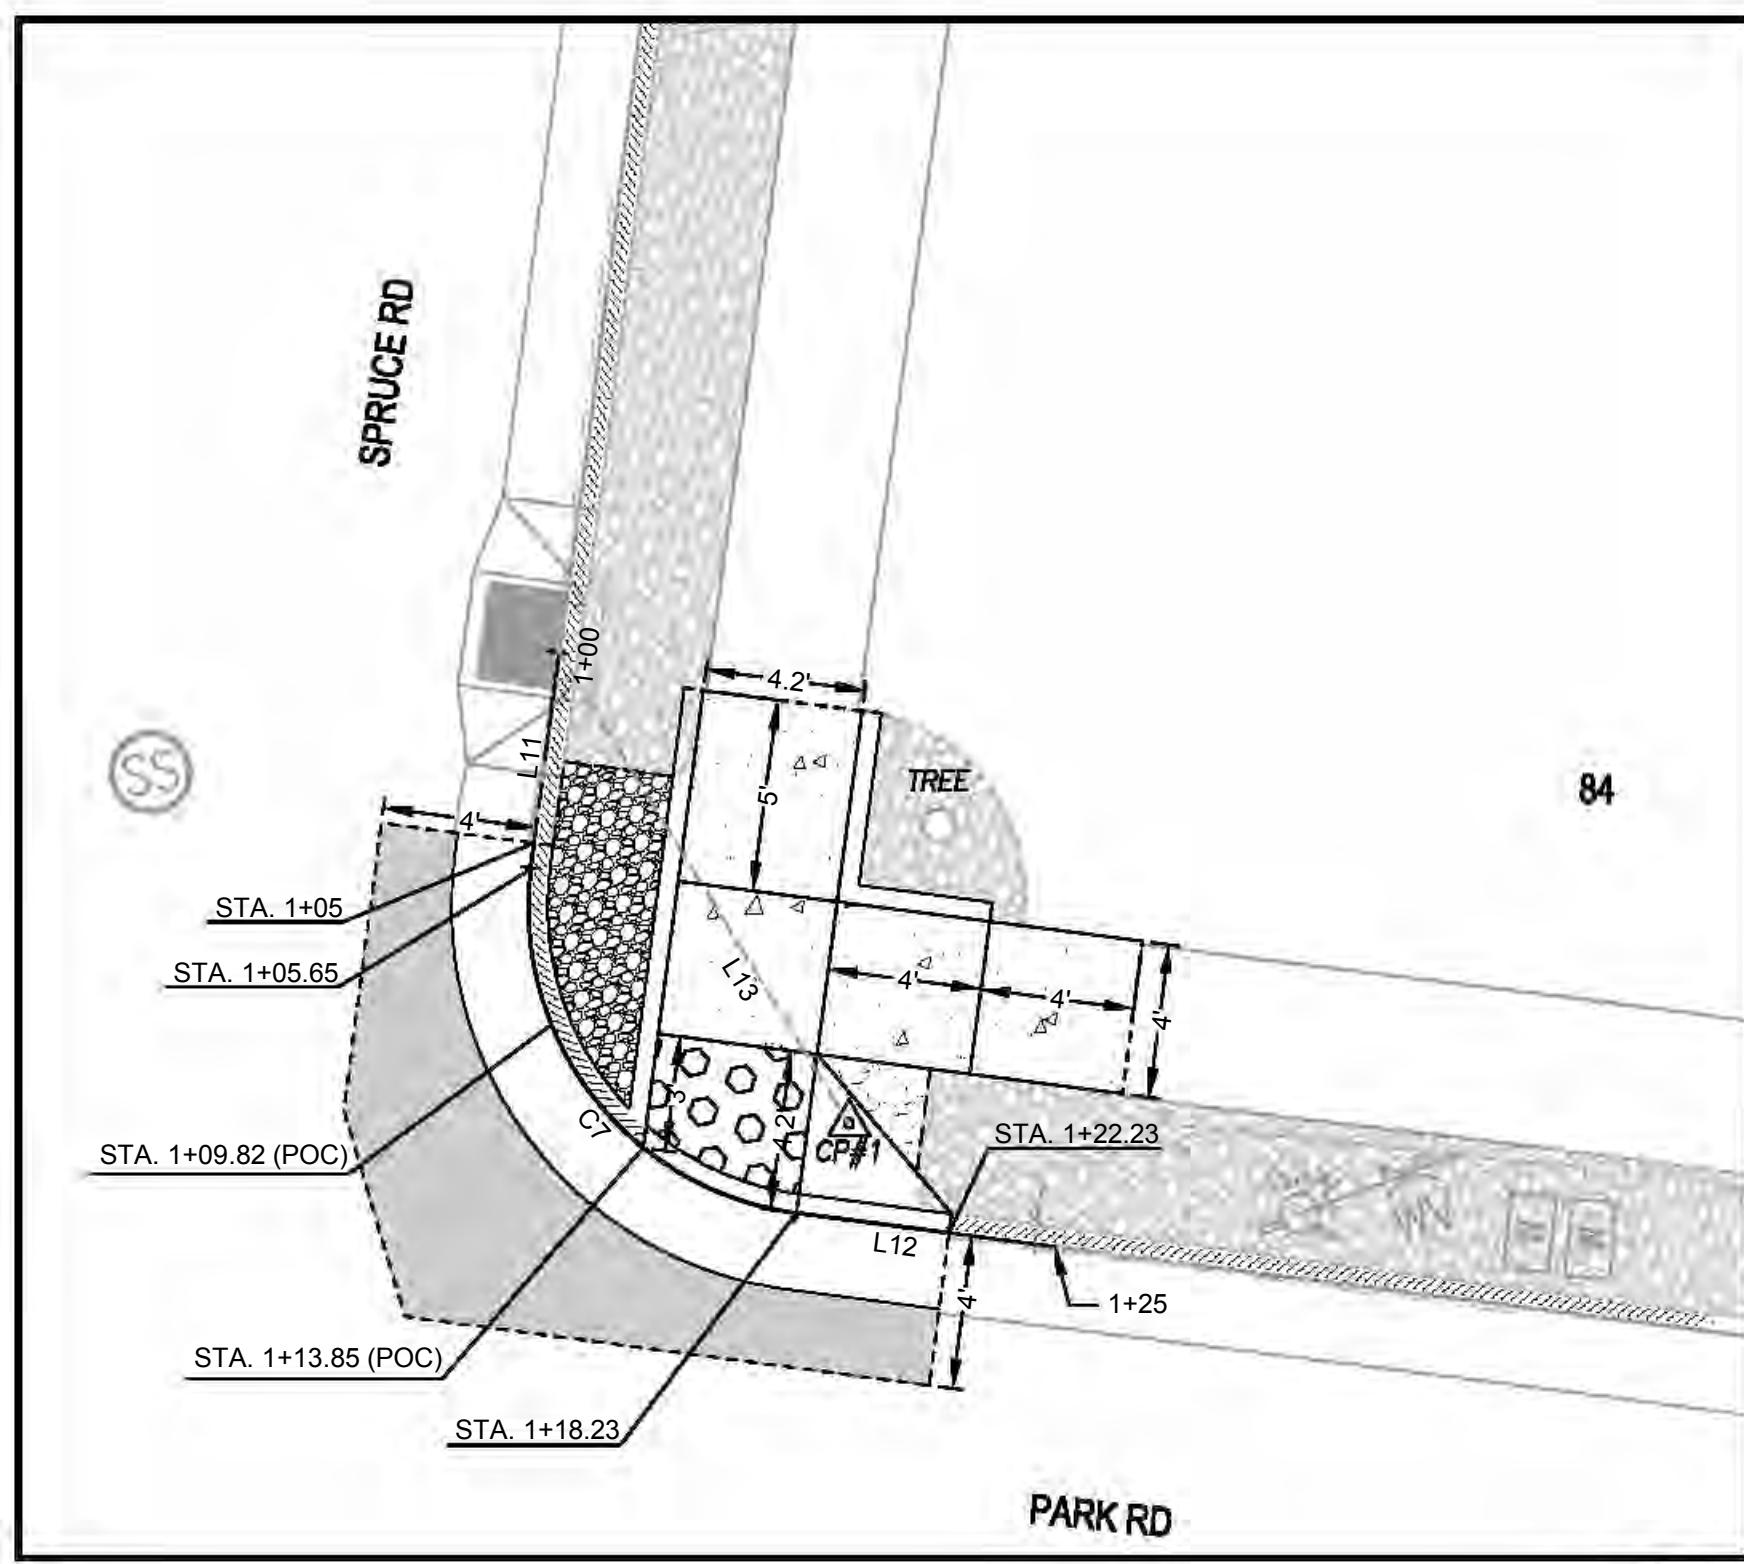 SPRUCE RD
1+00
4.2'
L11
SS
TREE
84
5'
4'
STA. 1+05
STA. 1+05.65
L13
4'
4'
4'
3'
4.2'
C7
CP#1
STA. 1+09.82 (POC)
STA. 1+22.23
L12
4'
1+25
STA. 1+13.85 (POC)
STA. 1+18.23
PARK RD